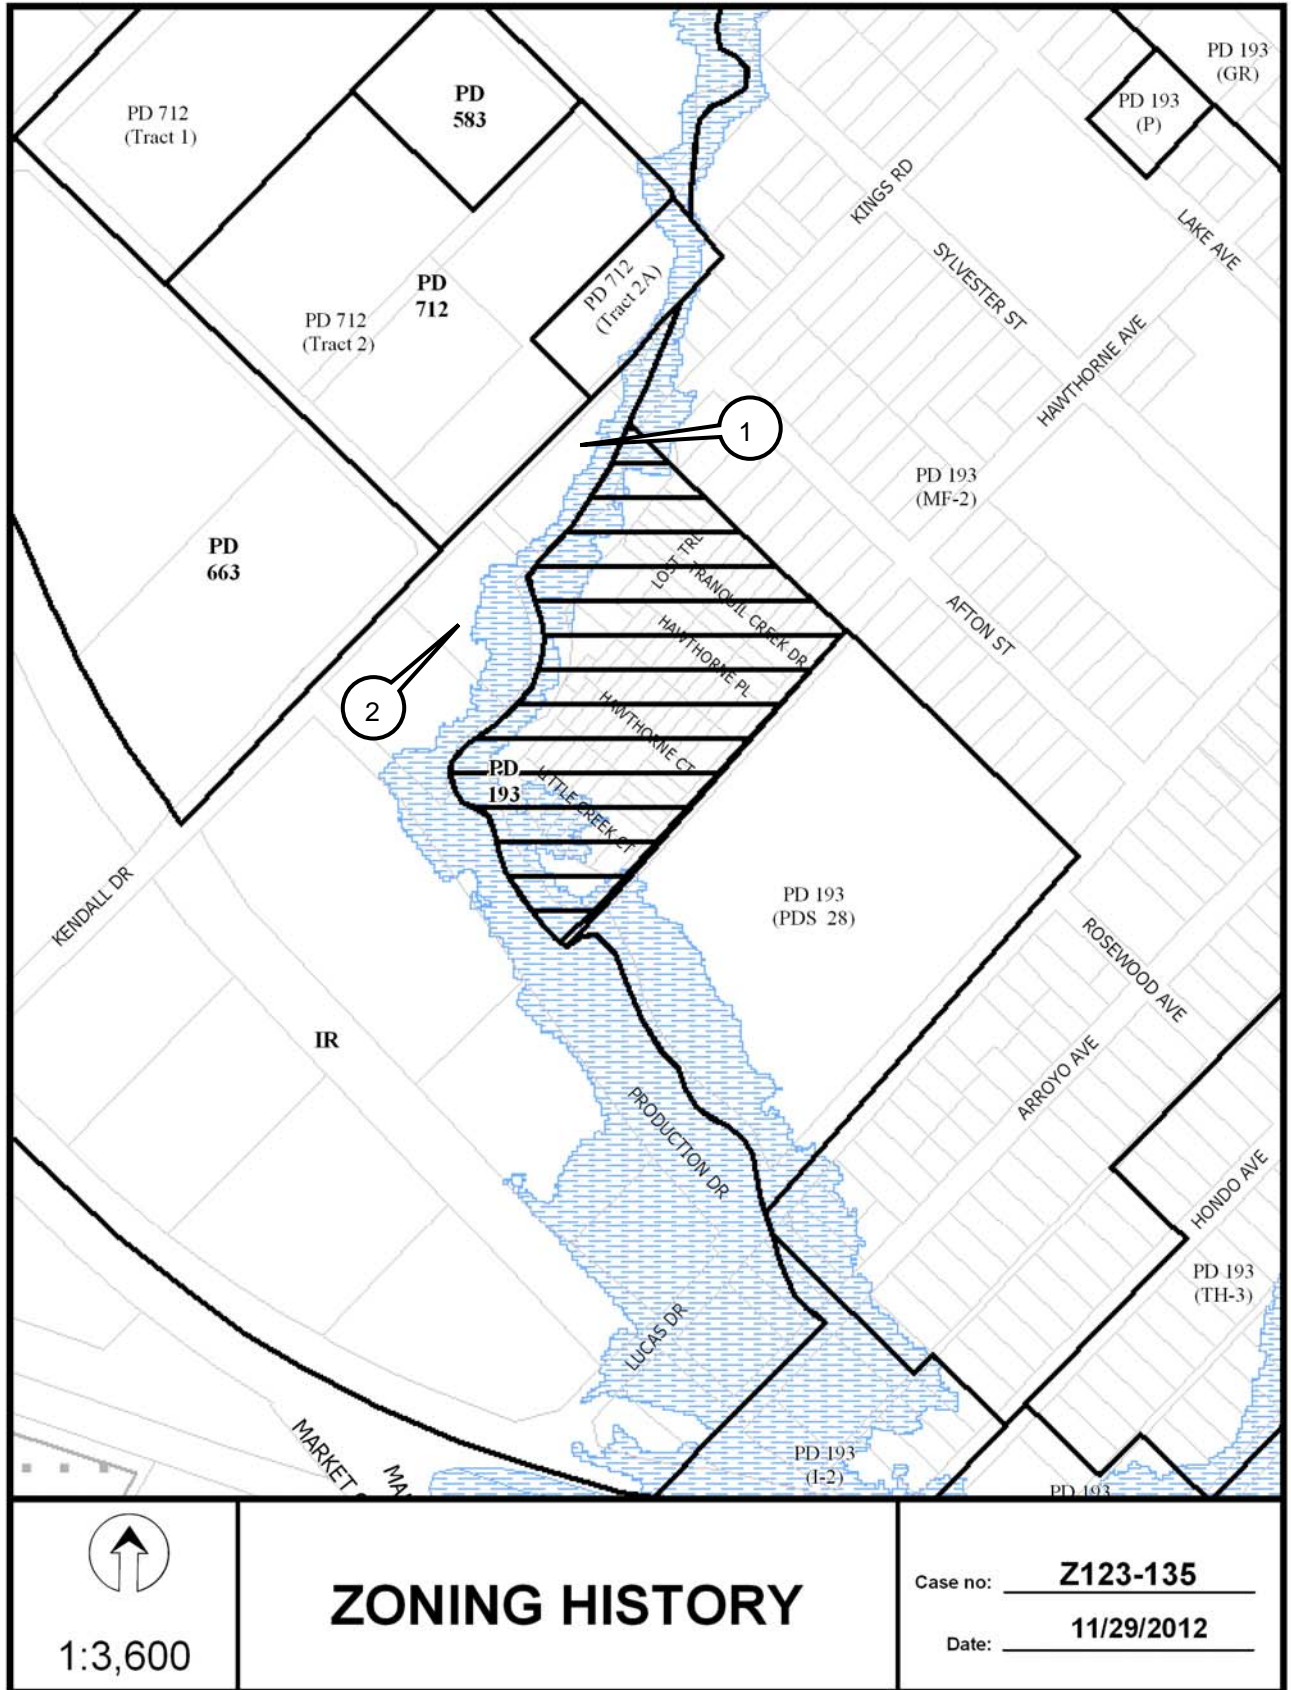 PD 193
(GR)
PD 193
(P)
PD 712
(Tract 1)
PD
583
KINGS RD
LAKE AVE
SYLVESTER ST
PD 712
(Tract 2A)
PD
712
PD 712
(Tract 2)
HAWTHORNE AVE
1
PD 193
(MF-2)
PD
663
LOST TRL
TRANQUIL CREEK DR
AFTON ST
HAWTHORNE PL
2
HAWTHORNE CT
PD
193
LITTLE CREEK CT
KENDALL DR
PD 193
(PDS 28)
ROSEWOOD AVE
IR
ARROYO AVE
PRODUCTION DR
HONDO AVE
PD 193
(TH-3)
LUCAS DR
MARKET
PD 193
(I-2)
PD 193
1:3,600
ZONING HISTORY
Case no: Z123-135
Date: 11/29/2012